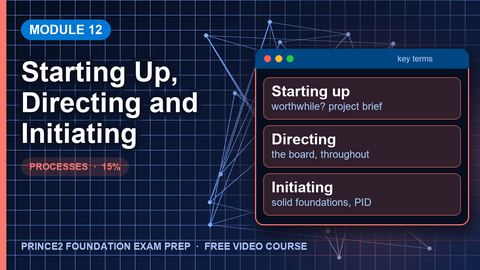 MODULE 12
Starting Up,
Directing and
Initiating
PROCESSES · 15%
key terms
Starting up
worthwhile? project brief
Directing
the board, throughout
Initiating
solid foundations, PID
PRINCE2 FOUNDATION EXAM PREP · FREE VIDEO COURSE